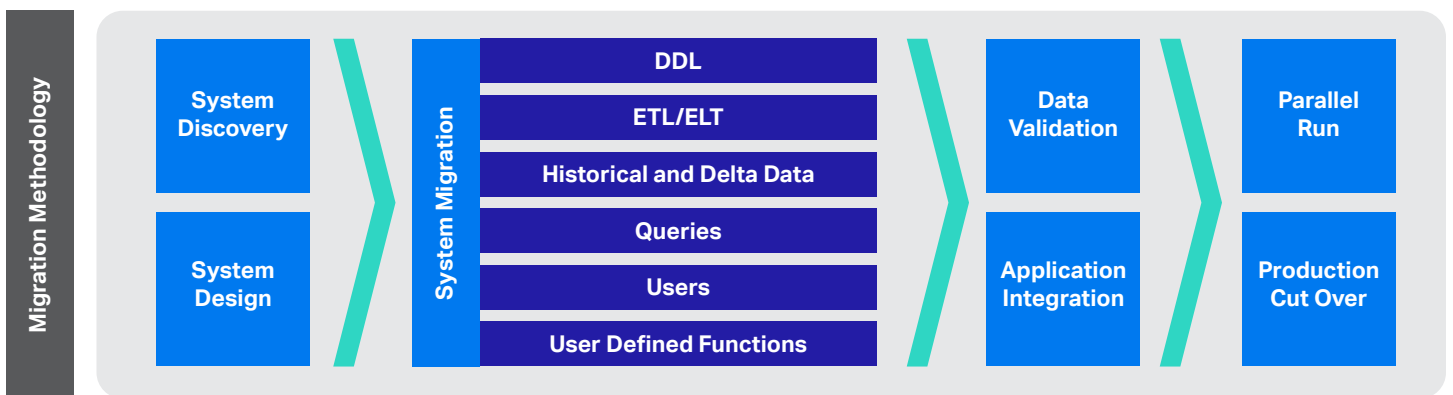 Migration Methodology
System
Discovery
System
Design
System Migration
DDL
ETL/ELT
Historical and Delta Data
Queries
Users
User Defined Functions
Data
Validation
Application
Integration
Parallel
Run
Production
Cut Over